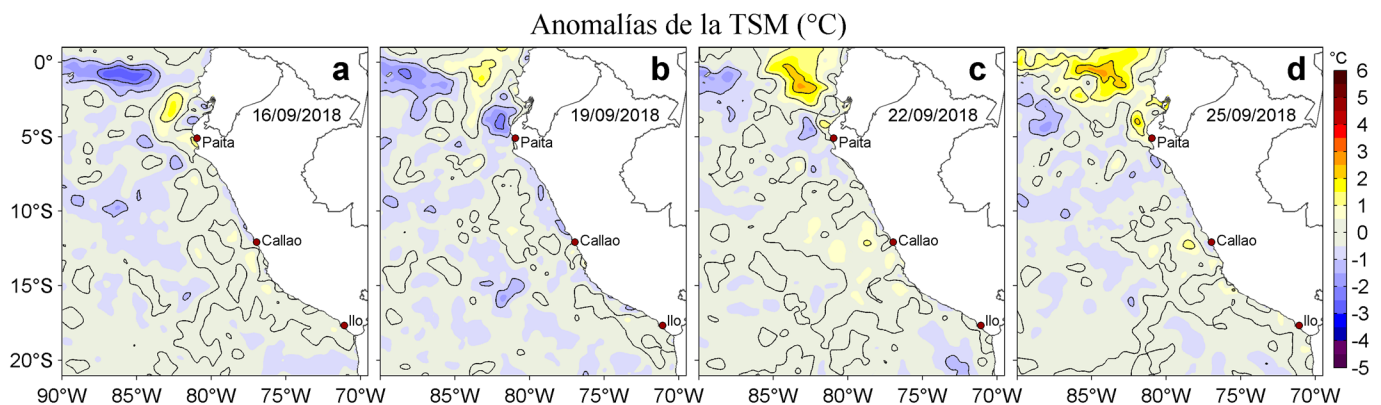 Anomalías de la TSM (°C)
a b c d °C
16/09/2018 19/09/2018 22/09/2018 25/09/2018
Paita Paita Paita Paita
Callao Callao Callao Callao
Ilo Ilo Ilo Ilo
0°
5°S
10°S
15°S
20°S
90°W 85°W 80°W 75°W 70°W 85°W 80°W 75°W 70°W 85°W 80°W 75°W 70°W 85°W 80°W 75°W 70°W
6
5
4
3
2
1
0
-1
-2
-3
-4
-5